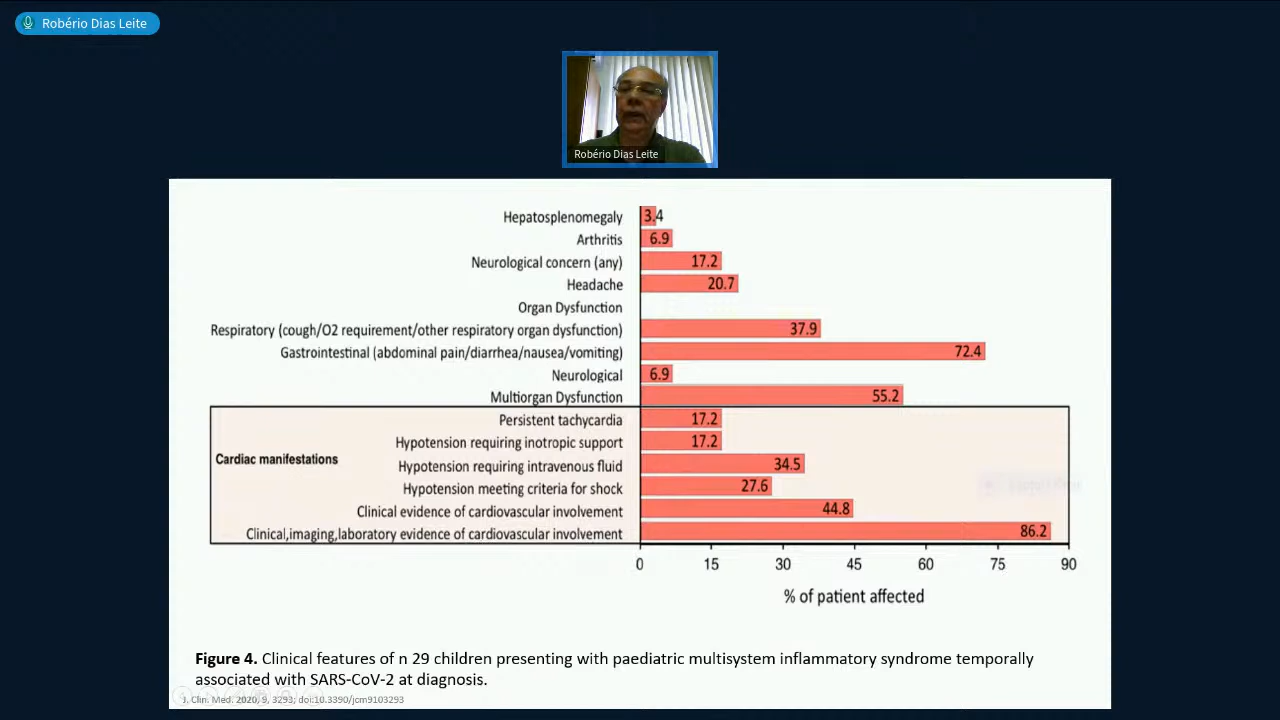 Robério Dias Leite
Robério Dias Leite
Hepatosplenomegaly 3.4
Arthritis 6.9
Neurological concern (any) 17.2
Headache 20.7
Organ Dysfunction
Respiratory (cough/O2 requirement/other respiratory organ dysfunction) 37.9
Gastrointestinal (abdominal pain/diarrhea/nausea/vomiting) 72.4
Neurological 6.9
Multiorgan Dysfunction 55.2
Persistent tachycardia 17.2
Hypotension requiring inotropic support 17.2
Cardiac manifestations
Hypotension requiring intravenous fluid 34.5
Hypotension meeting criteria for shock 27.6
Clinical evidence of cardiovascular involvement 44.8
Clinical,imaging,laboratory evidence of cardiovascular involvement 86.2
0 15 30 45 60 75 90
% of patient affected
Figure 4. Clinical features of n 29 children presenting with paediatric multisystem inflammatory syndrome temporally
associated with SARS-CoV-2 at diagnosis.
J. Clin. Med. 2020, 9, 3293; doi:10.3390/jcm9103293